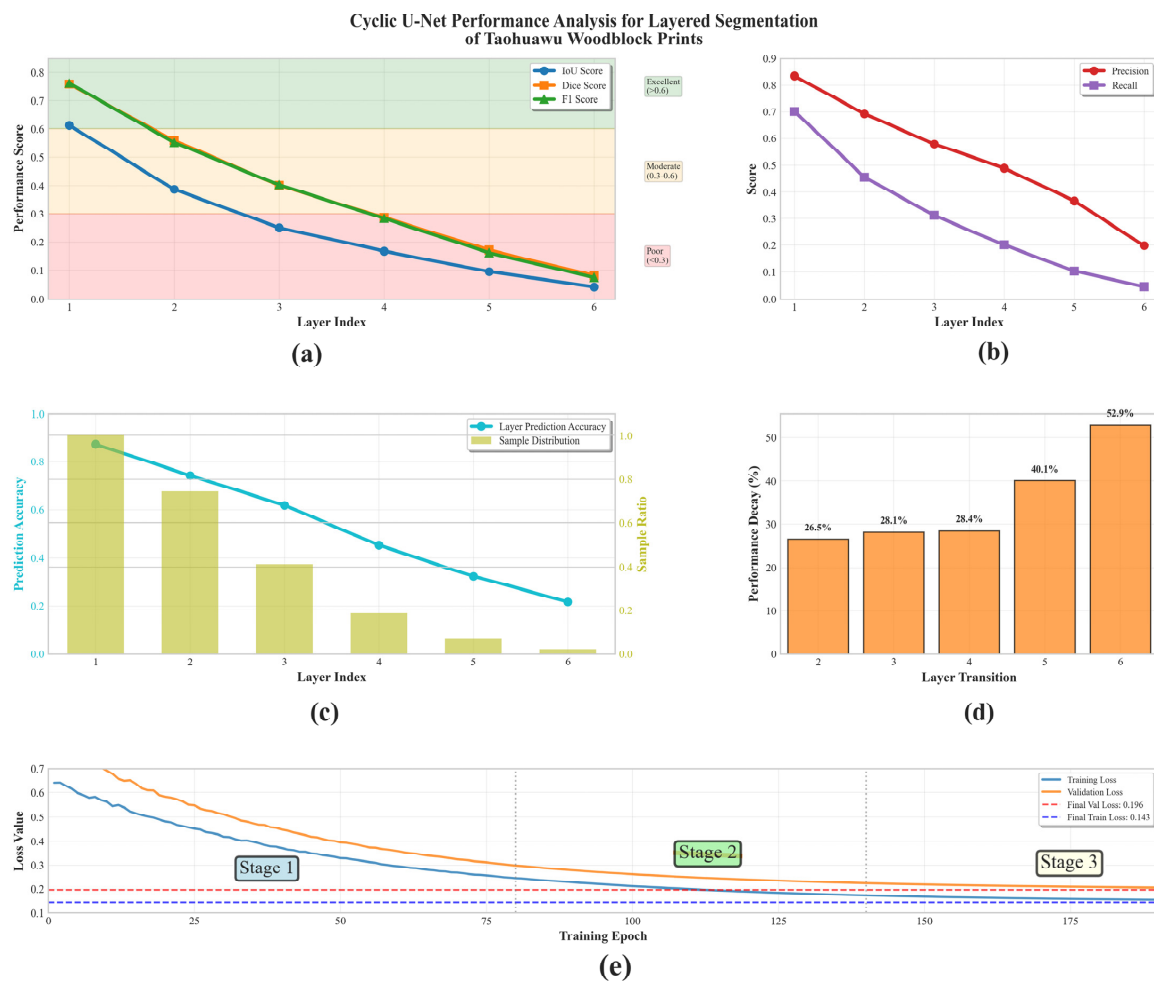 Cyclic U-Net Performance Analysis for Layered Segmentation
of Taohuawu Woodblock Prints
Performance Score
0.8
0.7
0.6
0.5
0.4
0.3
0.2
0.1
0.0
IoU Score
Dice Score
F1 Score
Excellent
(>0.6)
Moderate
(0.3-0.6)
Poor
(<0.3)
1 2 3 4 5 6
Layer Index
(a)
Score
0.9
0.8
0.7
0.6
0.5
0.4
0.3
0.2
0.1
0.0
Precision
Recall
1 2 3 4 5 6
Layer Index
(b)
Prediction Accuracy
1.0
0.8
0.6
0.4
0.2
0.0
Layer Prediction Accuracy
Sample Distribution
1.0
0.8
0.6
0.4
0.2
0.0
Sample Ratio
1 2 3 4 5 6
Layer Index
(c)
Performance Decay (%)
50
40
30
20
10
0
26.5%
28.1%
28.4%
40.1%
52.9%
2 3 4 5 6
Layer Transition
(d)
Loss Value
0.7
0.6
0.5
0.4
0.3
0.2
0.1
Training Loss
Validation Loss
Final Val Loss: 0.196
Final Train Loss: 0.143
Stage 1
Stage 2
Stage 3
0 25 50 75 100 125 150 175
Training Epoch
(e)